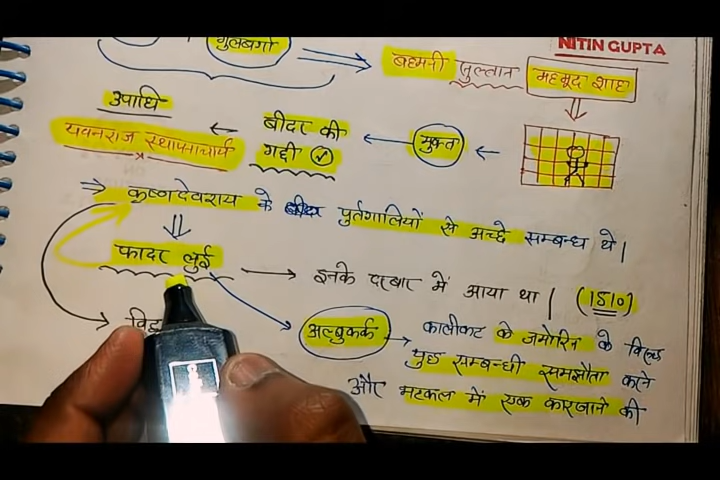 NITIN GUPTA
गुलबर्गा
बहमनी सुल्तान महमूद शाह
उपाधि
यवनराज स्थापनाचार्य ← बीदर की गद्दी ← मुक्त ←
⇒ कृष्णदेवराय के पुर्तगालियों से अच्छे सम्बन्ध थे।
फादर लुई → इनके दरबार में आया था। (1510)
अल्बुकर्क → कालीकट के जमोरिन के विरुद्ध
युद्ध सम्बन्धी समझौता करने
और भटकल में एक कारखाने की